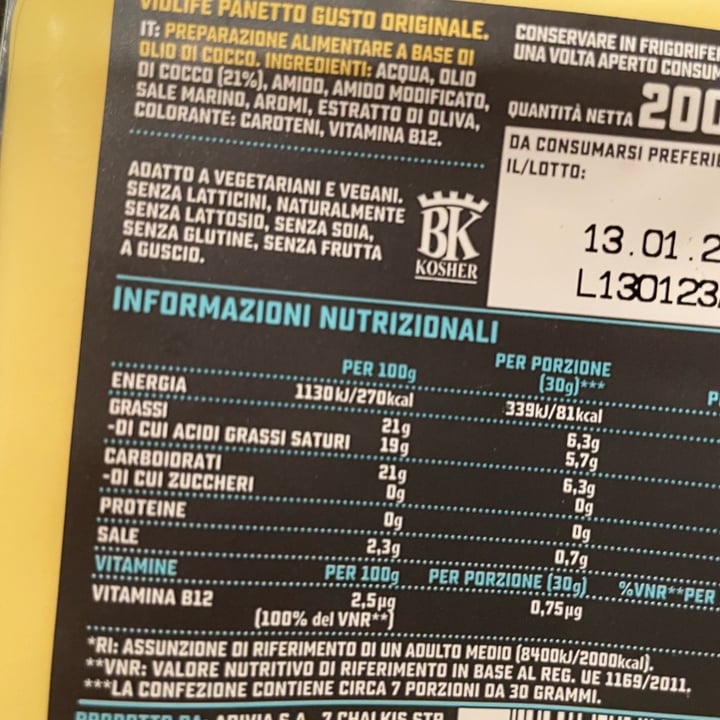 VIOLIFE PANETTO GUSTO ORIGINALE.
IT: PREPARAZIONE ALIMENTARE A BASE DI
OLIO DI COCCO. INGREDIENTI: ACQUA, OLIO
DI COCCO (21%), AMIDO, AMIDO MODIFICATO,
SALE MARINO, AROMI, ESTRATTO DI OLIVA,
COLORANTE: CAROTENI, VITAMINA B12.
ADATTO A VEGETARIANI E VEGANI.
SENZA LATTICINI, NATURALMENTE
SENZA LATTOSIO, SENZA SOIA,
SENZA GLUTINE, SENZA FRUTTA
A GUSCIO.
BK
KOSHER
CONSERVARE IN
UNA VOLTA APERTO
QUANTITÀ NETTA 200
DA CONSUMARSI
IL/LOTTO:
13.01.2
L130123
INFORMAZIONI NUTRIZIONALI
PER 100g PER PORZIONE
(30g)***
ENERGIA 1130kJ/270kcal 339kJ/81kcal
GRASSI 21g 6,3g
-DI CUI ACIDI GRASSI SATURI 19g 5,7g
CARBOIDRATI 21g 6,3g
-DI CUI ZUCCHERI 0g 0g
PROTEINE 0g 0g
SALE 2,3g 0,7g
VITAMINE PER 100g PER PORZIONE (30g) %VNR**PER
VITAMINA B12 2,5µg 0,75µg
(100% del VNR**)
*RI: ASSUNZIONE DI RIFERIMENTO DI UN ADULTO MEDIO (8400kJ/2000kcal).
**VNR: VALORE NUTRITIVO DI RIFERIMENTO IN BASE AL REG. UE 1169/2011.
***LA CONFEZIONE CONTIENE CIRCA 7 PORZIONI DA 30 GRAMMI.
PRODOTTO DA: ARIVIA S.A., 7 CHALKIS STR.